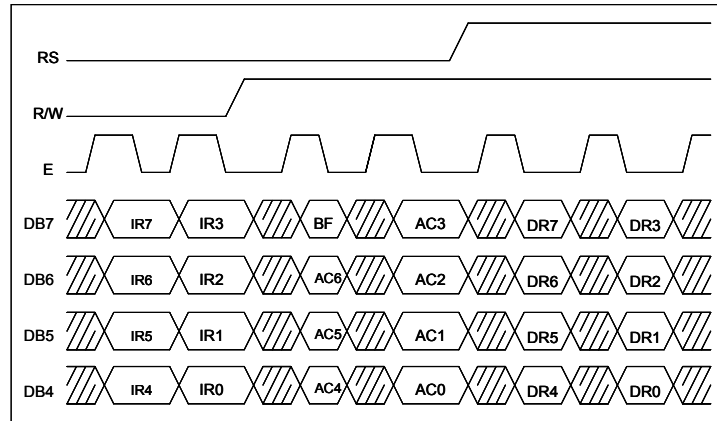 RS
R/W
E
DB7 IR7 IR3 BF AC3 DR7 DR3
DB6 IR6 IR2 AC6 AC2 DR6 DR2
DB5 IR5 IR1 AC5 AC1 DR5 DR1
DB4 IR4 IR0 AC4 AC0 DR4 DR0